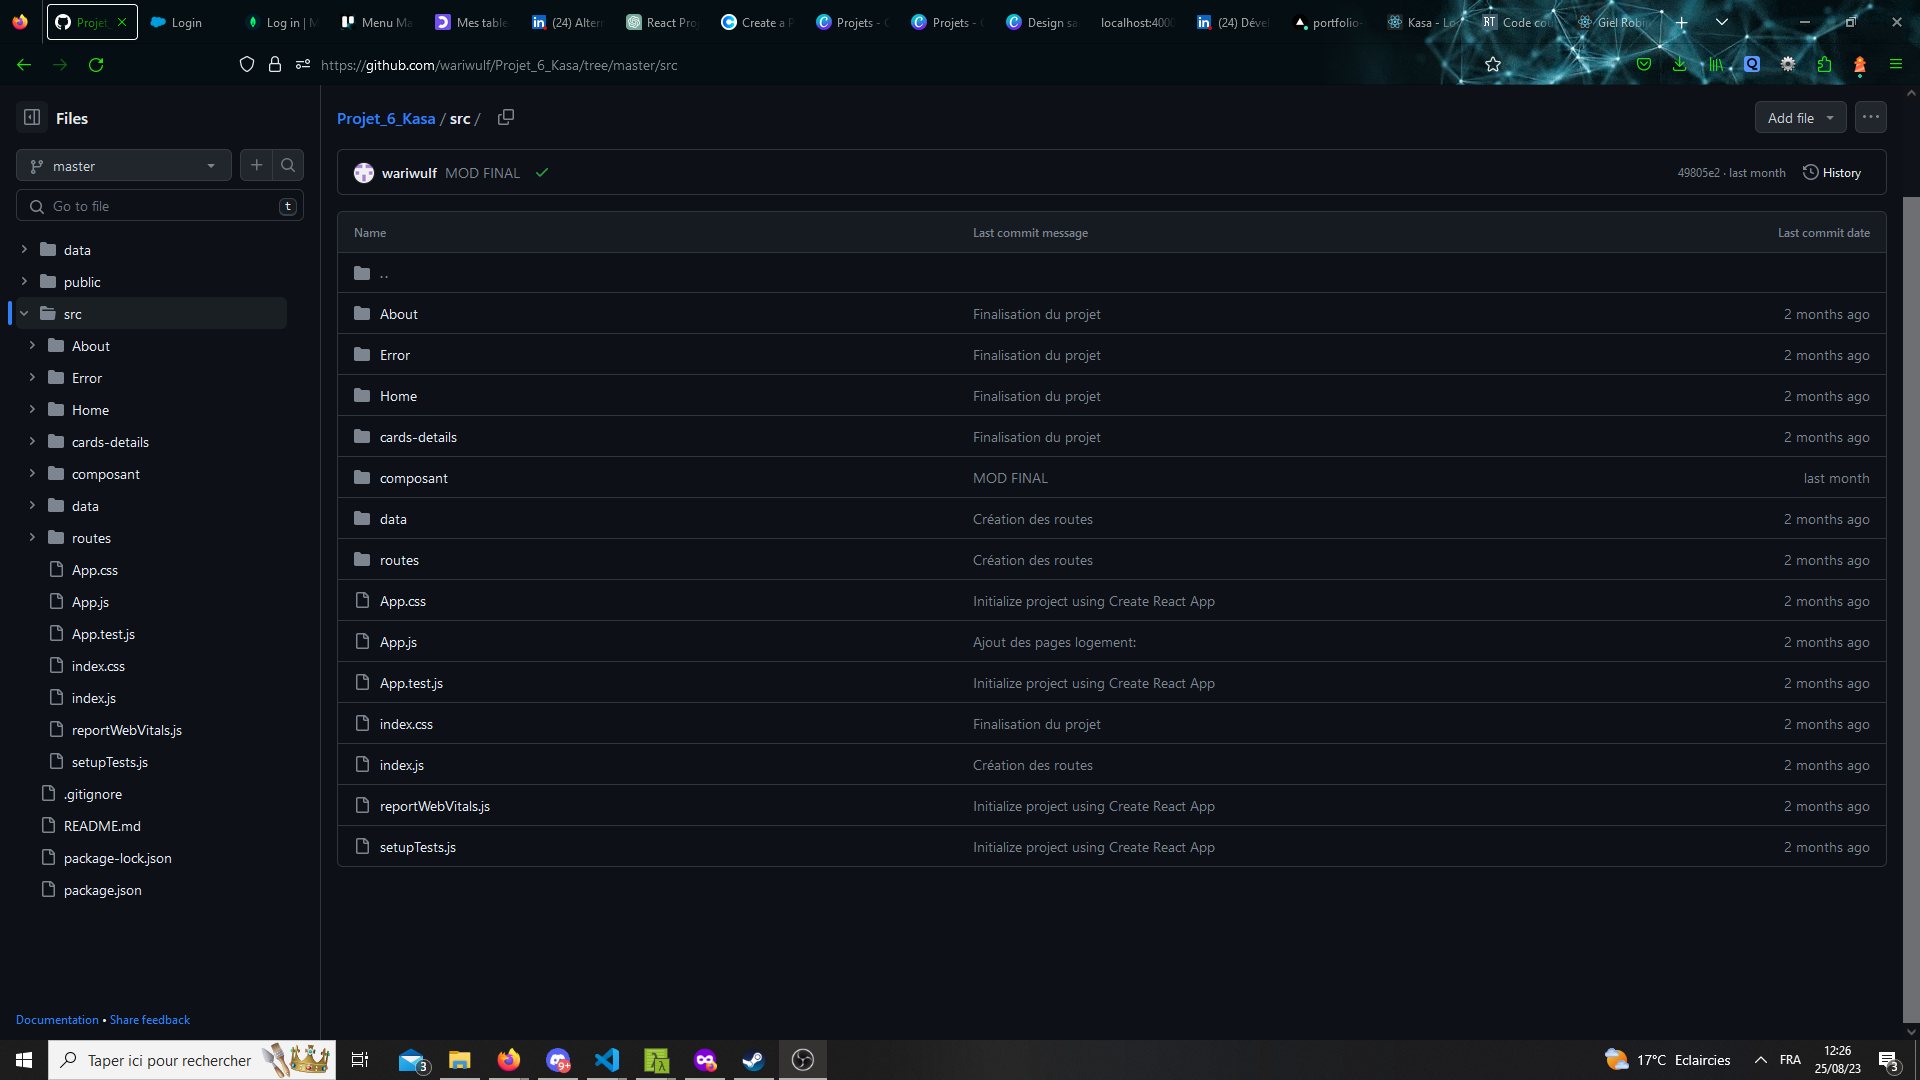 Projet
Login
Log in | M
Menu Ma
Mes table
(24) Alter
React Pro
Create a P
Projets - C
Projets -
Design sa
localhost:4000
(24) Déve
portfolio-
Kasa - Lo
Code cou
Giel Robi
https://github.com/wariwulf/Projet_6_Kasa/tree/master/src
Files
Projet_6_Kasa / src /
Add file
master
wariwulf MOD FINAL
49805e2 · last month
History
Go to file
t
data
public
src
About
Error
Home
cards-details
composant
data
routes
App.css
App.js
App.test.js
index.css
index.js
reportWebVitals.js
setupTests.js
.gitignore
README.md
package-lock.json
package.json
Documentation • Share feedback
Name Last commit message Last commit date
..
About Finalisation du projet 2 months ago
Error Finalisation du projet 2 months ago
Home Finalisation du projet 2 months ago
cards-details Finalisation du projet 2 months ago
composant MOD FINAL last month
data Création des routes 2 months ago
routes Création des routes 2 months ago
App.css Initialize project using Create React App 2 months ago
App.js Ajout des pages logement: 2 months ago
App.test.js Initialize project using Create React App 2 months ago
index.css Finalisation du projet 2 months ago
index.js Création des routes 2 months ago
reportWebVitals.js Initialize project using Create React App 2 months ago
setupTests.js Initialize project using Create React App 2 months ago
Taper ici pour rechercher
3
9+
17°C Eclaircies
FRA
12:26
25/08/23
3